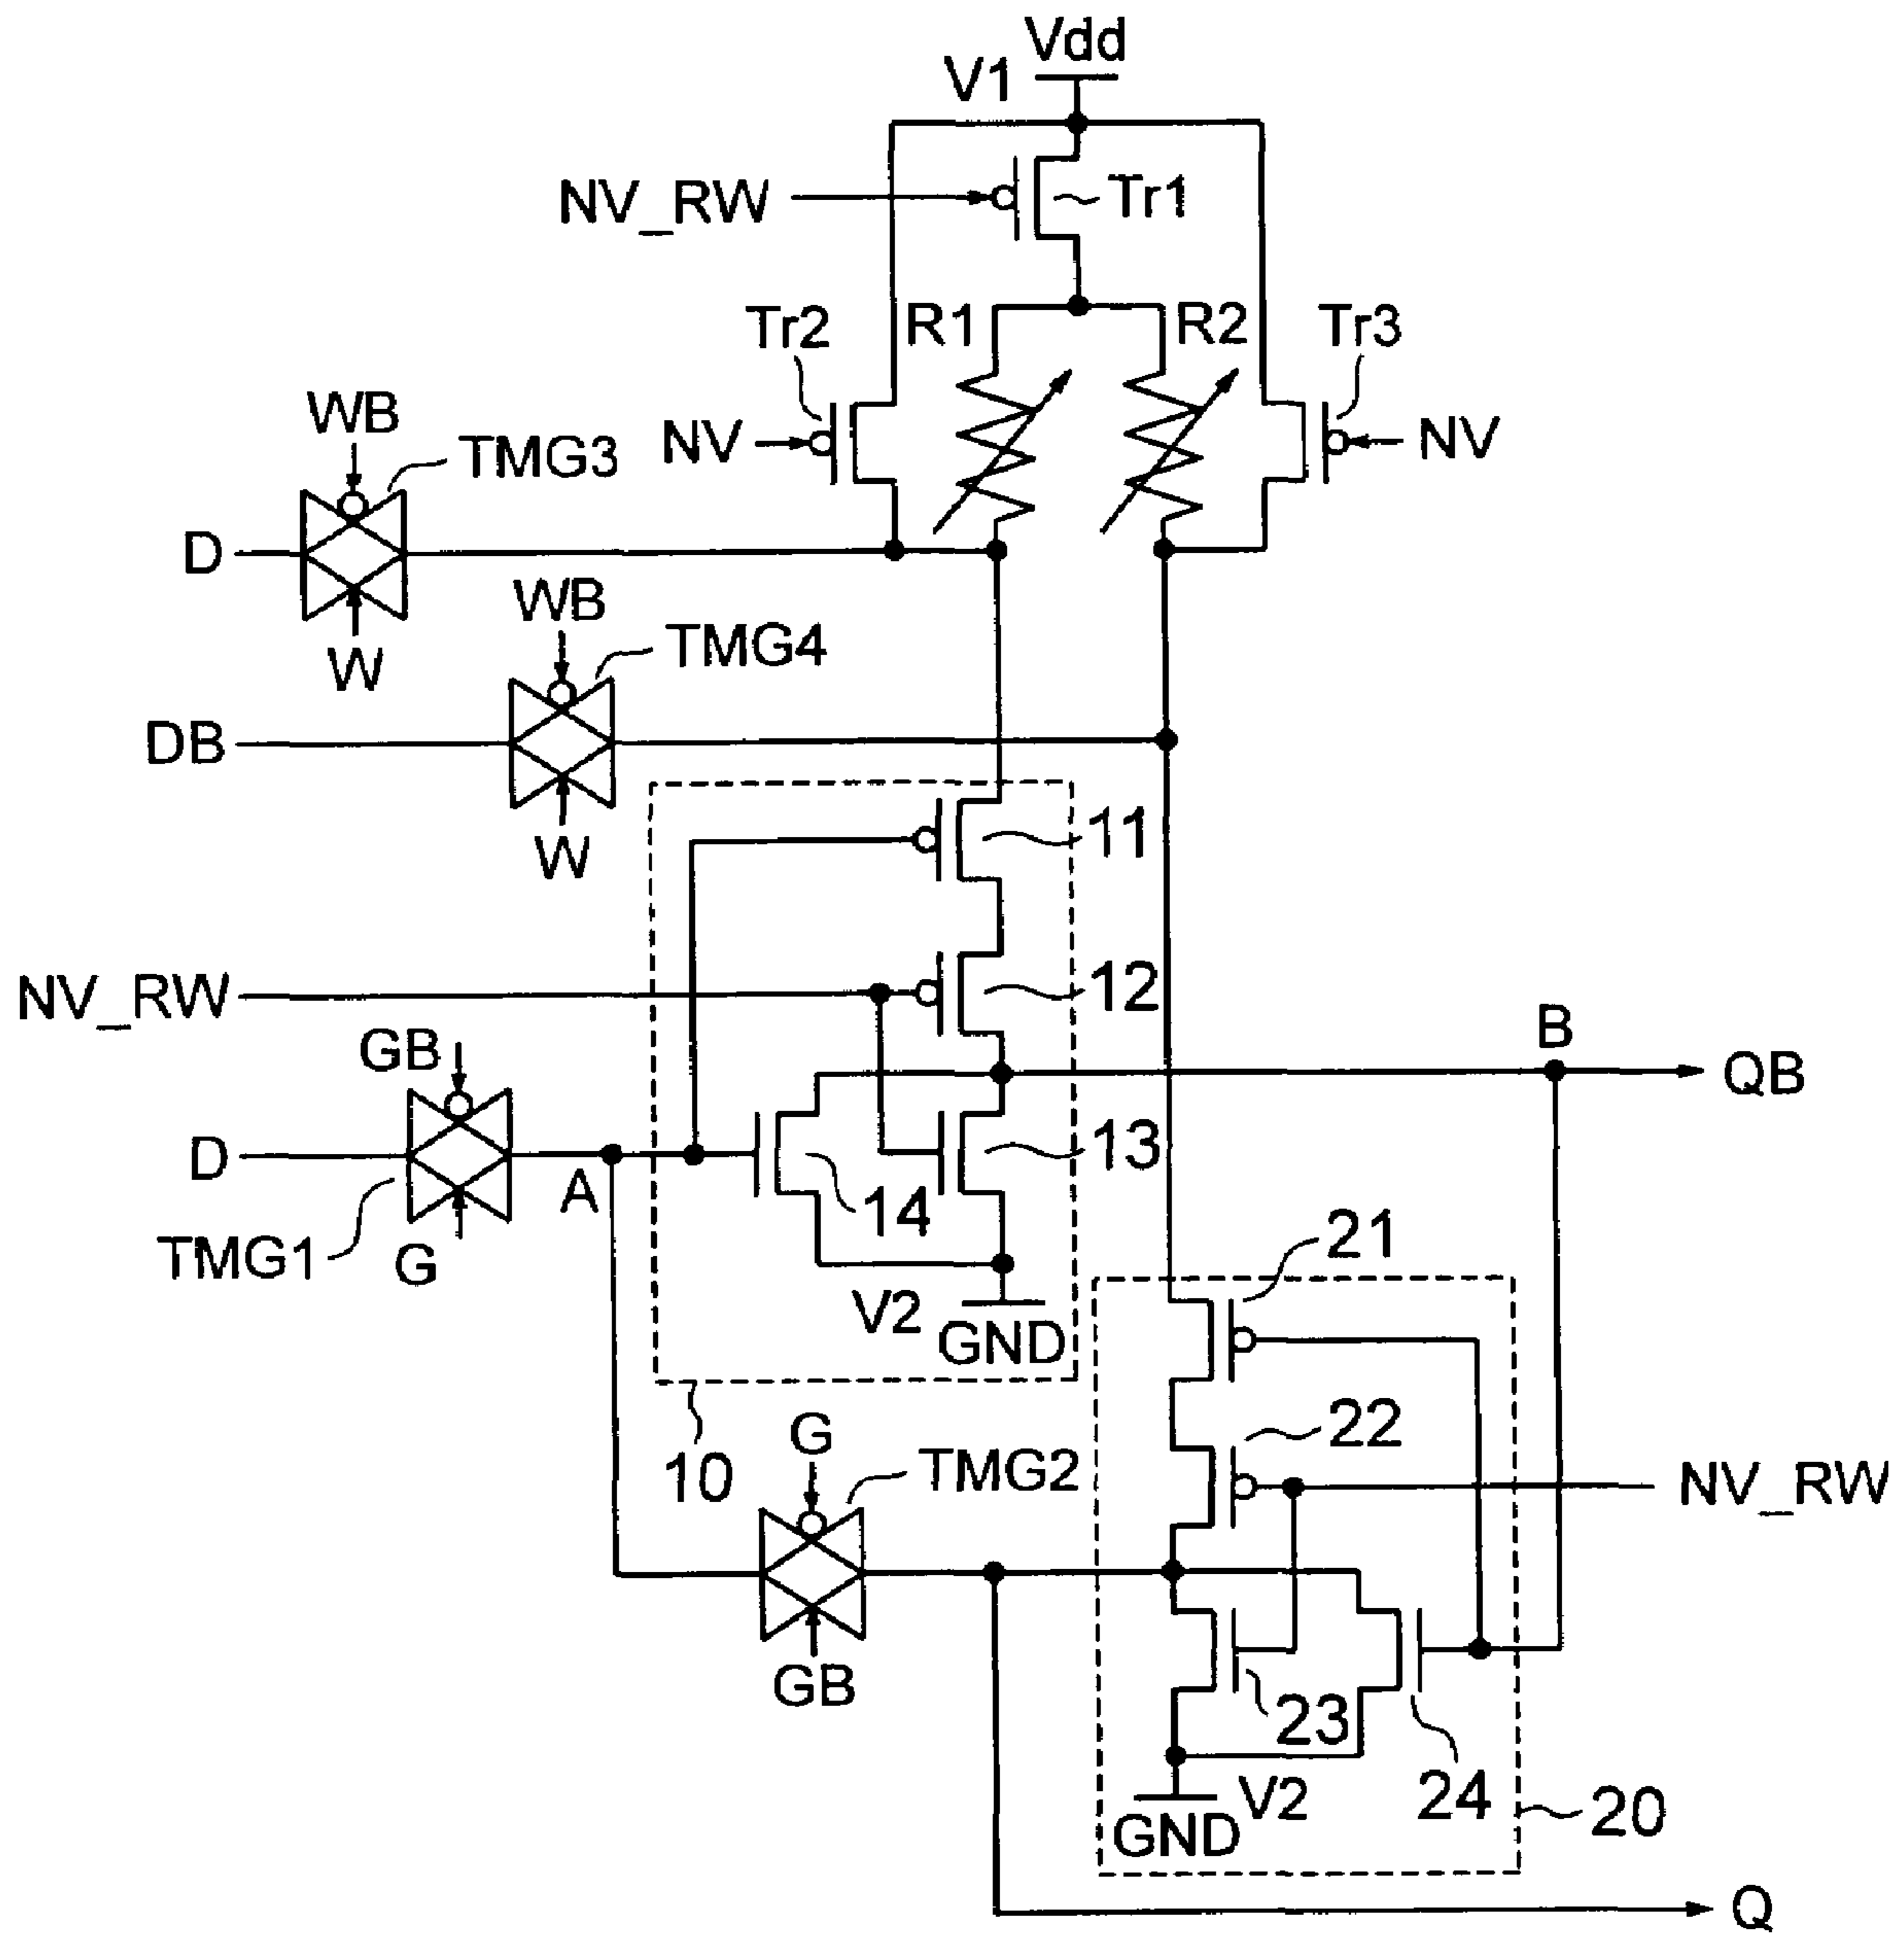 Vdd
V1
NV_RW
Tr1
Tr2
R1
R2
Tr3
WB
TMG3
NV
NV
D
WB
TMG4
W
DB
W
11
NV_RW
12
GB
B
QB
D
A
13
14
TMG1
G
21
V2
GND
10
G
TMG2
22
NV_RW
GB
23
24
V2
GND
20
Q